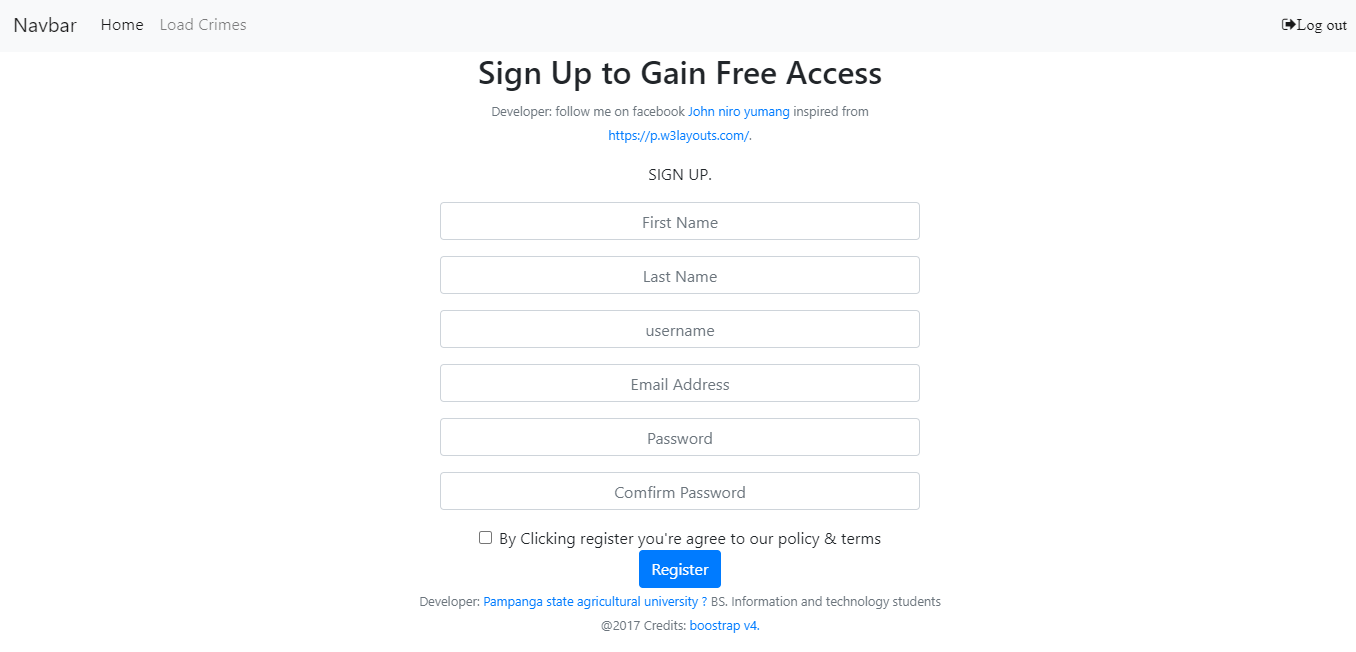 Navbar Home Load Crimes Log out
Sign Up to Gain Free Access
Developer: follow me on facebook John niro yumang inspired from
https://p.w3layouts.com/.
SIGN UP.
First Name
Last Name
username
Email Address
Password
Comfirm Password
By Clicking register you're agree to our policy & terms
Register
Developer: Pampanga state agricultural university ? BS. Information and technology students
@2017 Credits: boostrap v4.